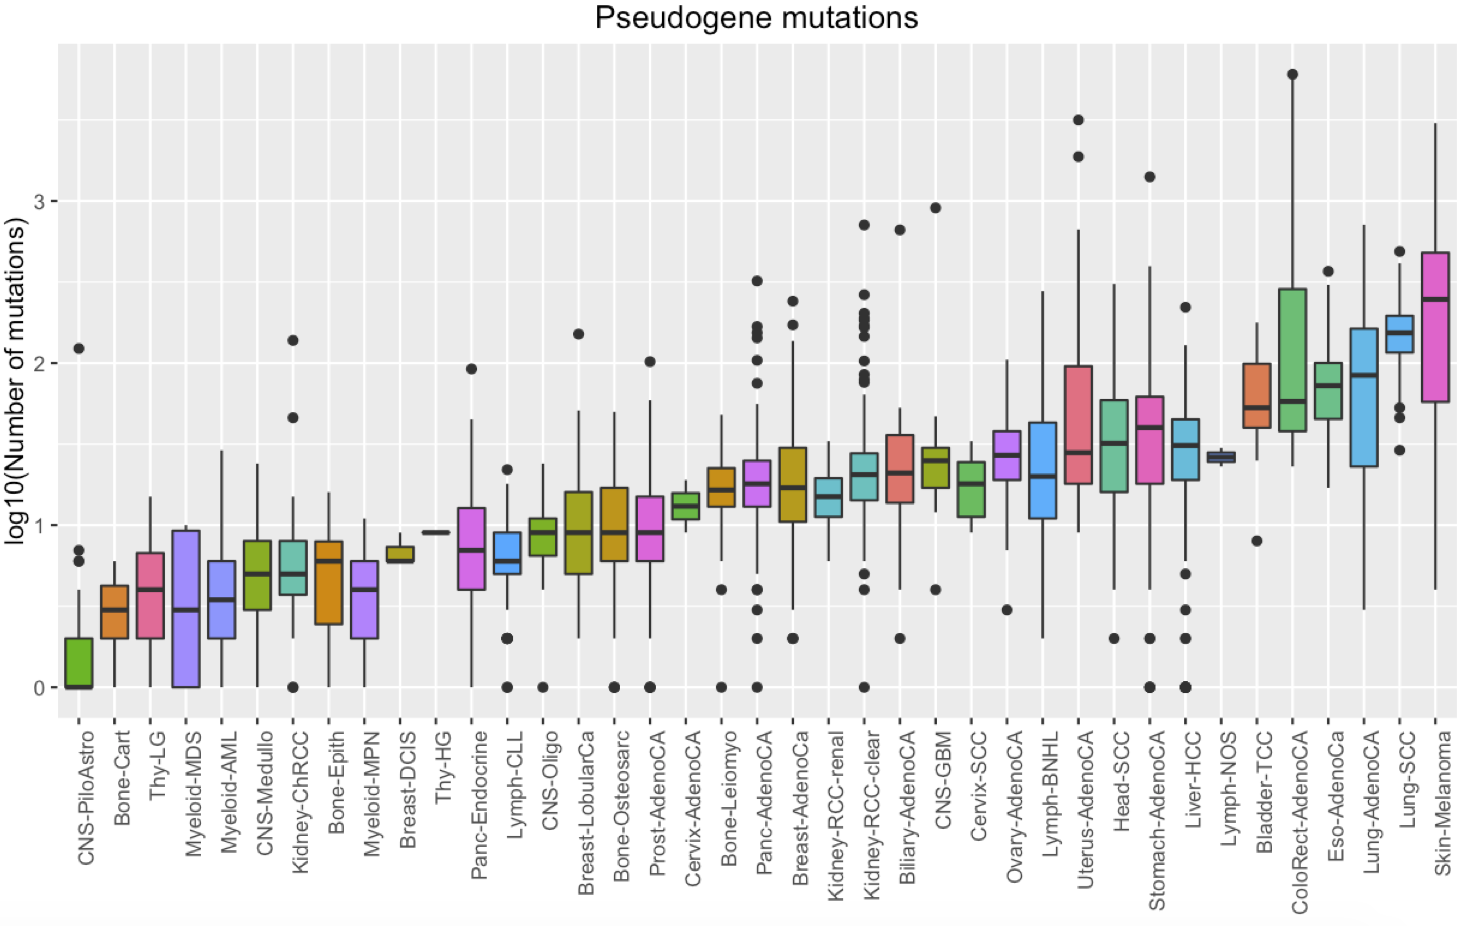 Pseudogene mutations
log10(Number of mutations)
3
2
1
0
CNS-PiloAstro
Bone-Cart
Thy-LG
Myeloid-MDS
Myeloid-AML
CNS-Medullo
Kidney-ChRCC
Bone-Epith
Myeloid-MPN
Breast-DCIS
Thy-HG
Panc-Endocrine
Lymph-CLL
CNS-Oligo
Breast-LobularCa
Bone-Osteosarc
Prost-AdenoCA
Cervix-AdenoCA
Bone-Leiomyo
Panc-AdenoCA
Breast-AdenoCa
Kidney-RCC-renal
Kidney-RCC-clear
Biliary-AdenoCA
CNS-GBM
Cervix-SCC
Ovary-AdenoCA
Lymph-BNHL
Uterus-AdenoCA
Head-SCC
Stomach-AdenoCA
Liver-HCC
Lymph-NOS
Bladder-TCC
ColoRect-AdenoCA
Eso-AdenoCa
Lung-AdenoCA
Lung-SCC
Skin-Melanoma